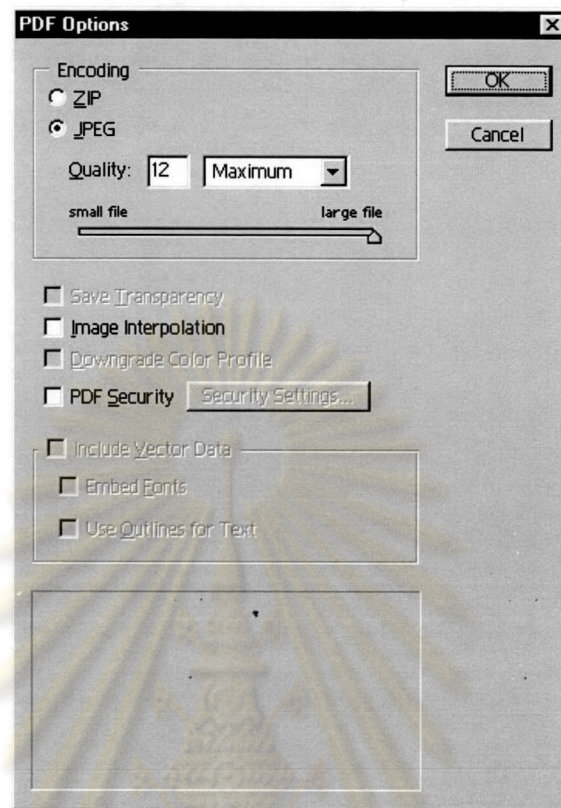 PDF Options
Encoding
ZIP
JPEG
OK
Cancel
Quality: 12 Maximum
small file large file
Save Transparency
Image Interpolation
Downgrade Color Profile
PDF Security Security Settings...
Include Vector Data
Embed Fonts
Use Outlines for Text